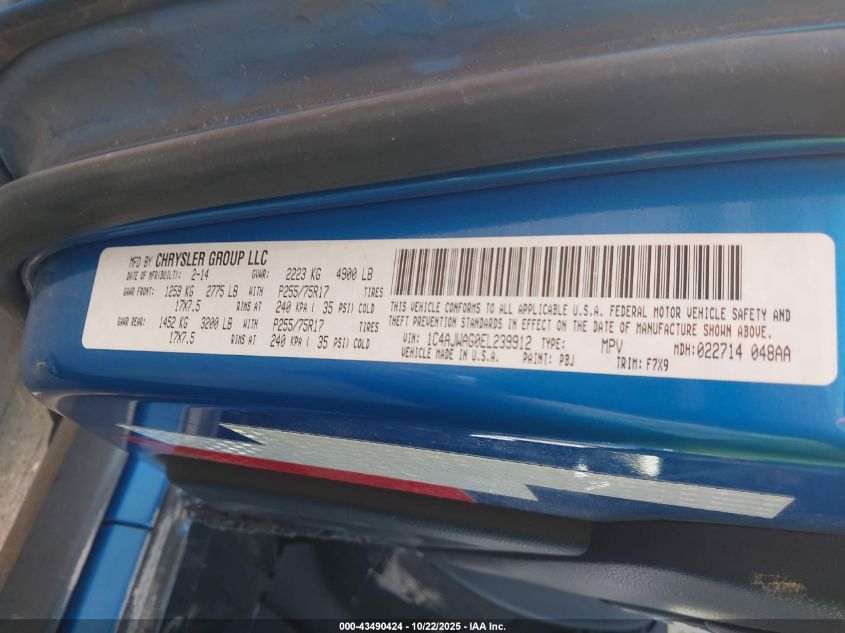 MFD BY CHRYSLER GROUP LLC
DATE OF MFR(BUILT): 2-14 GVWR: 2223 KG 4900 LB
GAWR FRONT: 1259 KG 2775 LB WITH P255/75R17 TIRES
17X7.5 RIMS AT 240 KPA ( 35 PSI) COLD
GAWR REAR: 1452 KG 3200 LB WITH P255/75R17 TIRES
17X7.5 RIMS AT 240 KPA ( 35 PSI) COLD
THIS VEHICLE CONFORMS TO ALL APPLICABLE U.S.A. FEDERAL MOTOR VEHICLE SAFETY AND
THEFT PREVENTION STANDARDS IN EFFECT ON THE DATE OF MANUFACTURE SHOWN ABOVE.
VIN: 1C4AJWAG0EL239912 TYPE: MPV MDH:022714 048AA
VEHICLE MADE IN U.S.A. PAINT: PBJ TRIM: F7X9
000-43490424 - 10/22/2025 - IAA Inc.